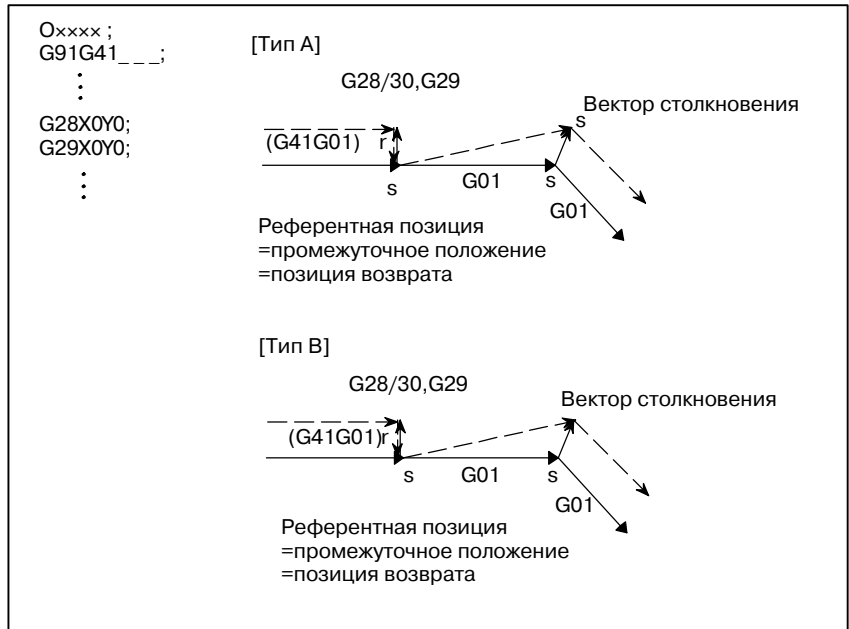 O×××× ;
G91G41_ _ _;
G28X0Y0;
G29X0Y0;
[Тип A]
G28/30,G29
Вектор столкновения
s
(G41G01)
r
s
G01
s
G01
Референтная позиция
=промежуточное положение
=позиция возврата
[Тип B]
G28/30,G29
Вектор столкновения
(G41G01)
r
s
G01
s
G01
Референтная позиция
=промежуточное положение
=позиция возврата